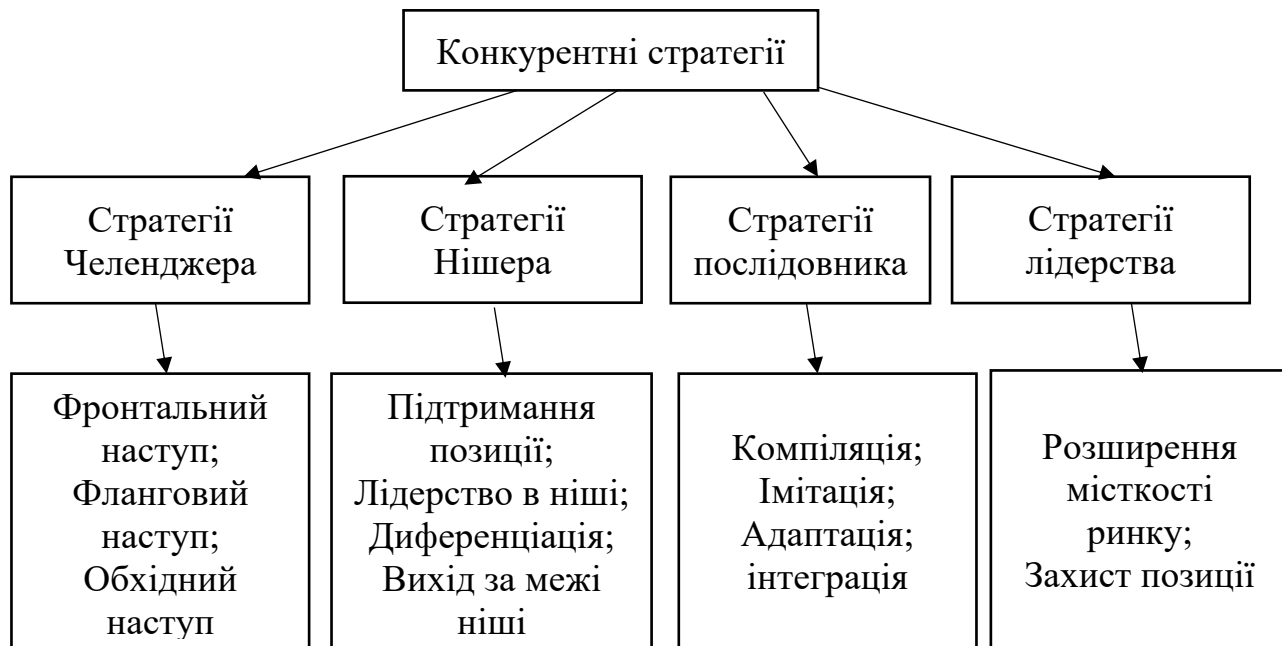 Конкурентні стратегії
Стратегії
Челенджера
Стратегії
Нішера
Стратегії
послідовника
Стратегії
лідерства
Фронтальний
наступ;
Фланговий
наступ;
Обхідний
наступ
Підтримання
позиції;
Лідерство в ніші;
Диференціація;
Вихід за межі
ніші
Компіляція;
Імітація;
Адаптація;
інтеграція
Розширення
місткості
ринку;
Захист позиції